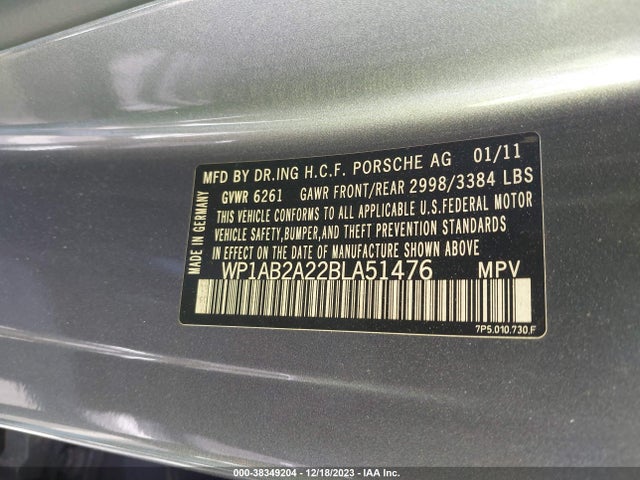 MADE IN GERMANY
MFD BY DR.ING H.C.F. PORSCHE AG 01/11
GVWR 6261 GAWR FRONT/REAR 2998/3384 LBS
THIS VEHICLE CONFORMS TO ALL APPLICABLE U.S.FEDERAL MOTOR
VEHICLE SAFETY,BUMPER,AND THEFT PREVENTION STANDARDS
IN EFFECT ON THE DATE OF MANUFACTURE SHOWN ABOVE.
WP1AB2A22BLA51476 MPV
7P5.010.730.F
000-38349204 - 12/18/2023 - IAA Inc.